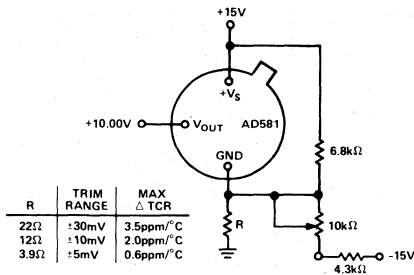 +15V
+VS
+10.00V
VOUT
AD581
GND
6.8kΩ
R
10kΩ
-15V
4.3kΩ
R TRIM RANGE MAX Δ TCR
22Ω ±30mV 3.5ppm/°C
12Ω ±10mV 2.0ppm/°C
3.9Ω ±5mV 0.6ppm/°C